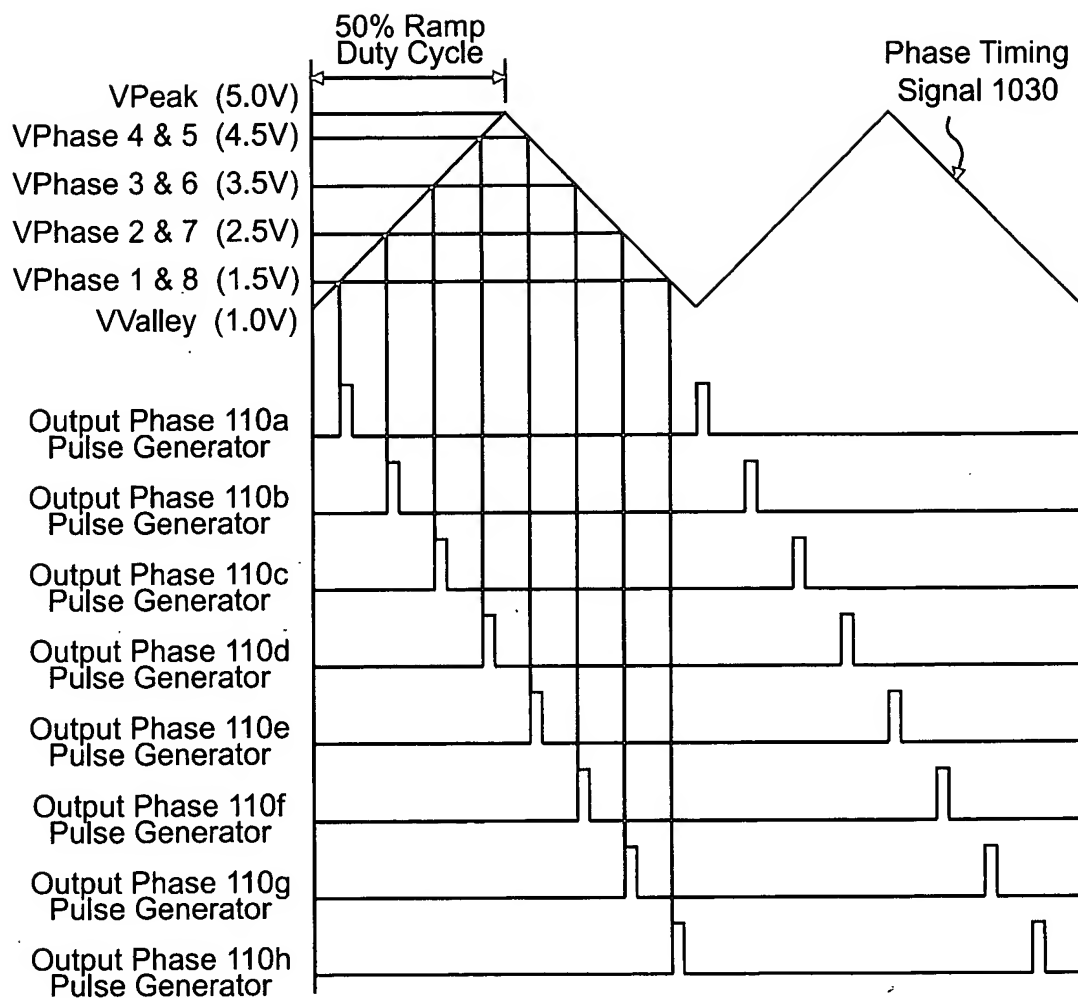 50% Ramp
Duty Cycle
Phase Timing
Signal 1030
VPeak (5.0V)
VPhase 4 & 5 (4.5V)
VPhase 3 & 6 (3.5V)
VPhase 2 & 7 (2.5V)
VPhase 1 & 8 (1.5V)
VValley (1.0V)
Output Phase 110a
Pulse Generator
Output Phase 110b
Pulse Generator
Output Phase 110c
Pulse Generator
Output Phase 110d
Pulse Generator
Output Phase 110e
Pulse Generator
Output Phase 110f
Pulse Generator
Output Phase 110g
Pulse Generator
Output Phase 110h
Pulse Generator